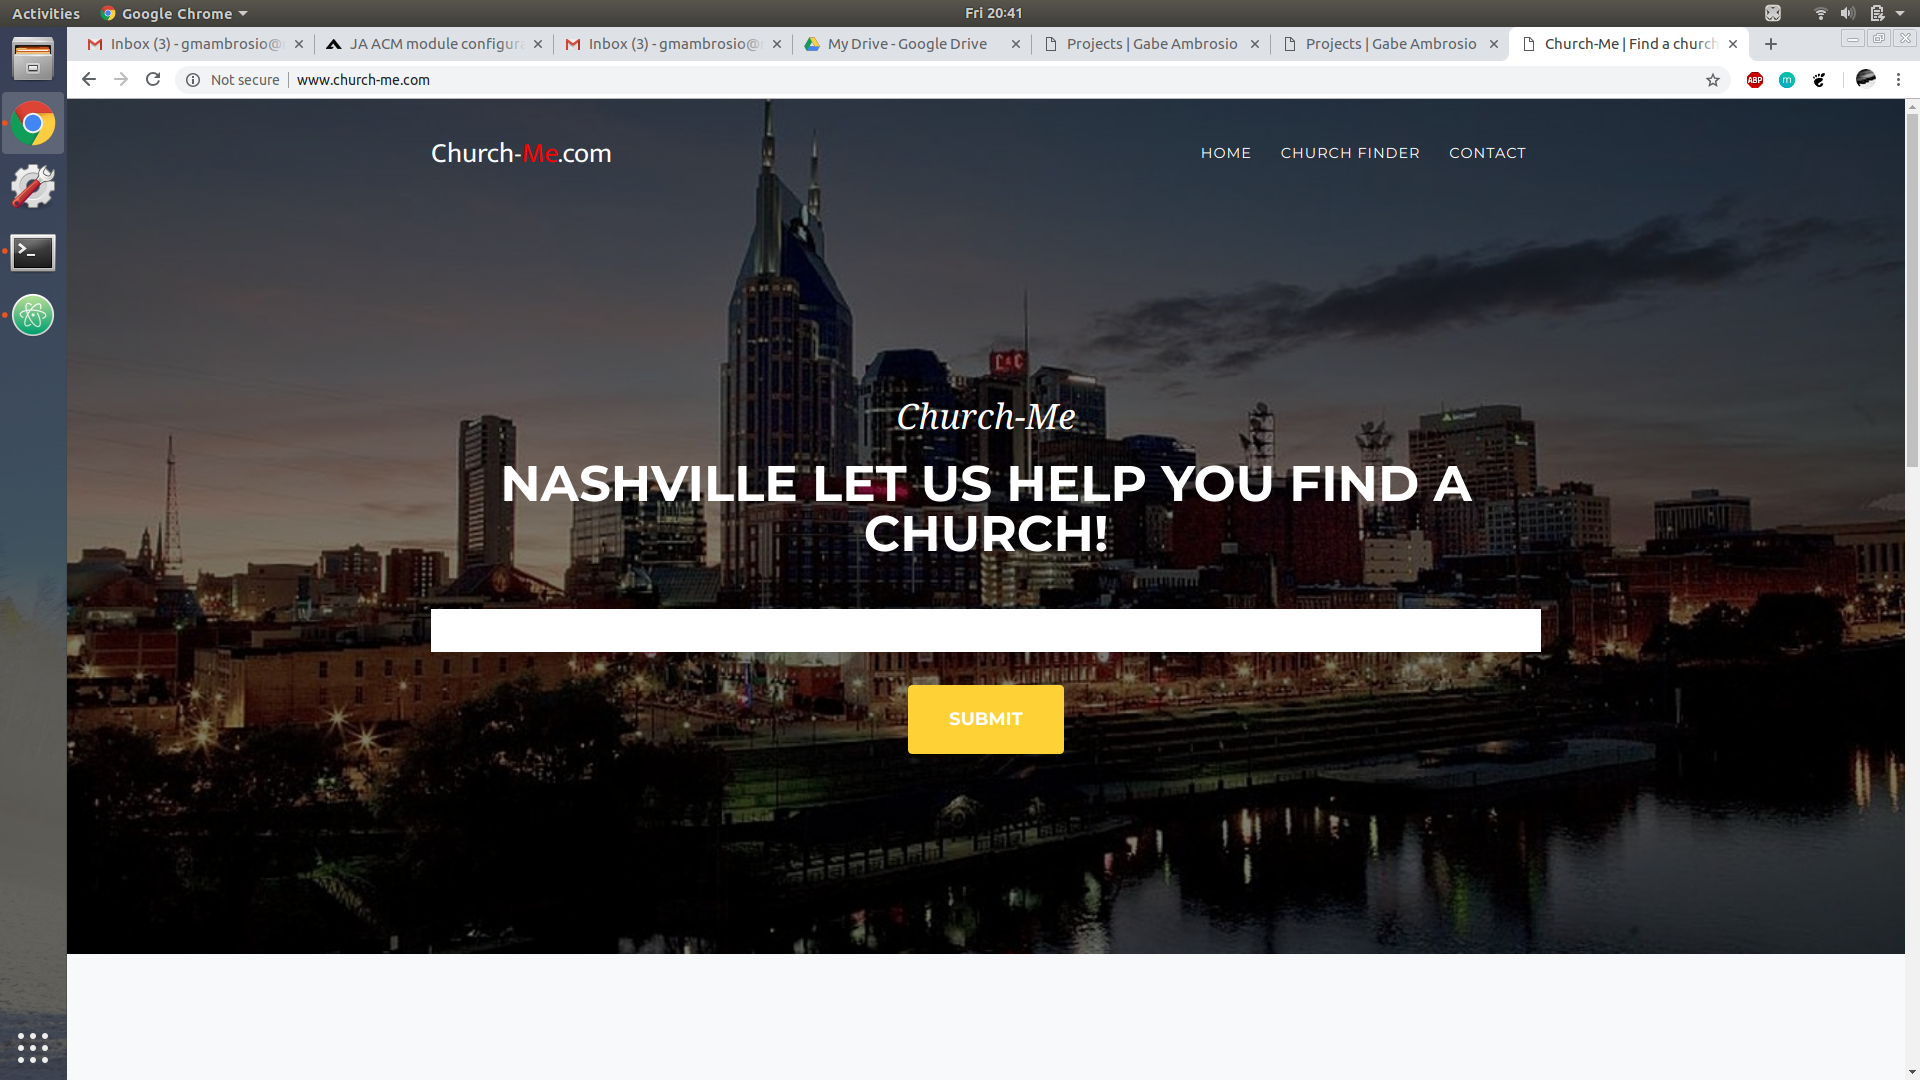 Activities
Google Chrome
Fri 20:41
Inbox (3) - gmambrosio@
JA ACM module configura
Inbox (3) - gmambrosio@
My Drive - Google Drive
Projects | Gabe Ambrosio
Projects | Gabe Ambrosio
Church-Me | Find a church
Not secure
www.church-me.com
ABP
m
Church-Me.com
HOME
CHURCH FINDER
CONTACT
L&C
Church-Me
NASHVILLE LET US HELP YOU FIND A
CHURCH!
SUBMIT